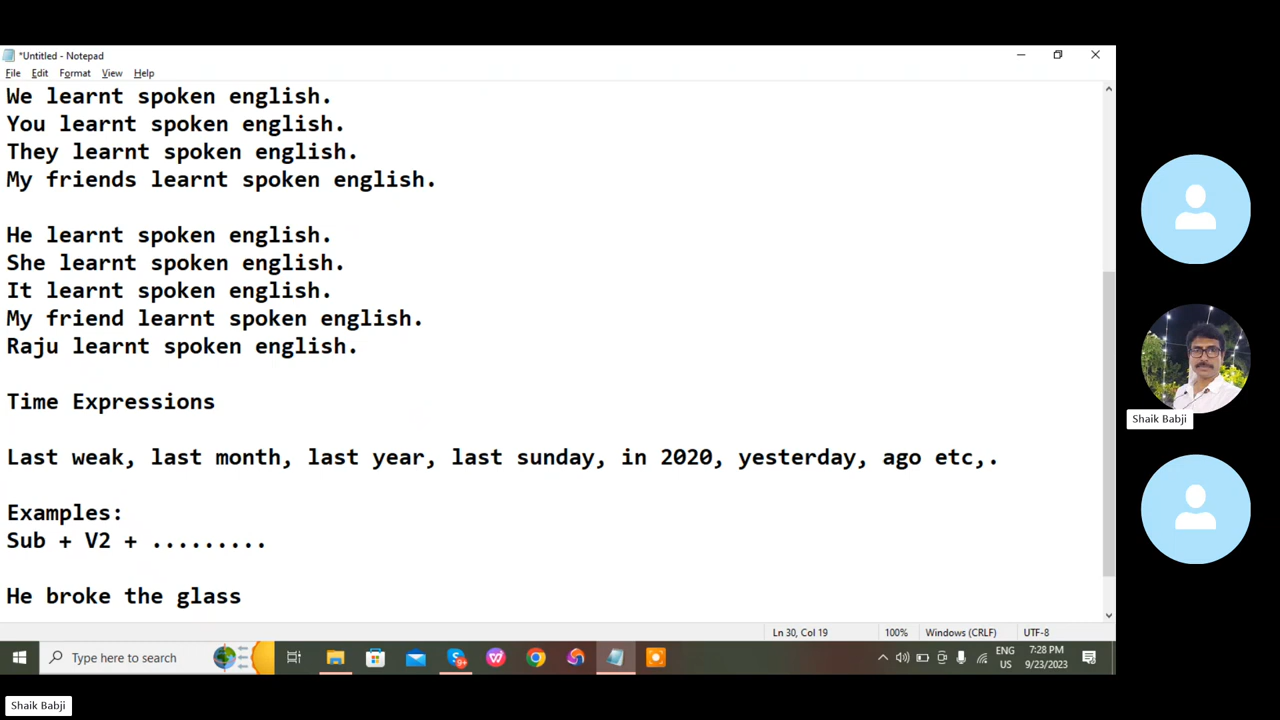 *Untitled - Notepad
File Edit Format View Help
We learnt spoken english.
You learnt spoken english.
They learnt spoken english.
My friends learnt spoken english.
He learnt spoken english.
She learnt spoken english.
It learnt spoken english.
My friend learnt spoken english.
Raju learnt spoken english.
Time Expressions
Last weak, last month, last year, last sunday, in 2020, yesterday, ago etc,.
Examples:
Sub + V2 + .........
He broke the glass
Ln 30, Col 19 100% Windows (CRLF) UTF-8
Type here to search
9+
ENG
US
7:28 PM
9/23/2023
Shaik Babji
Shaik Babji